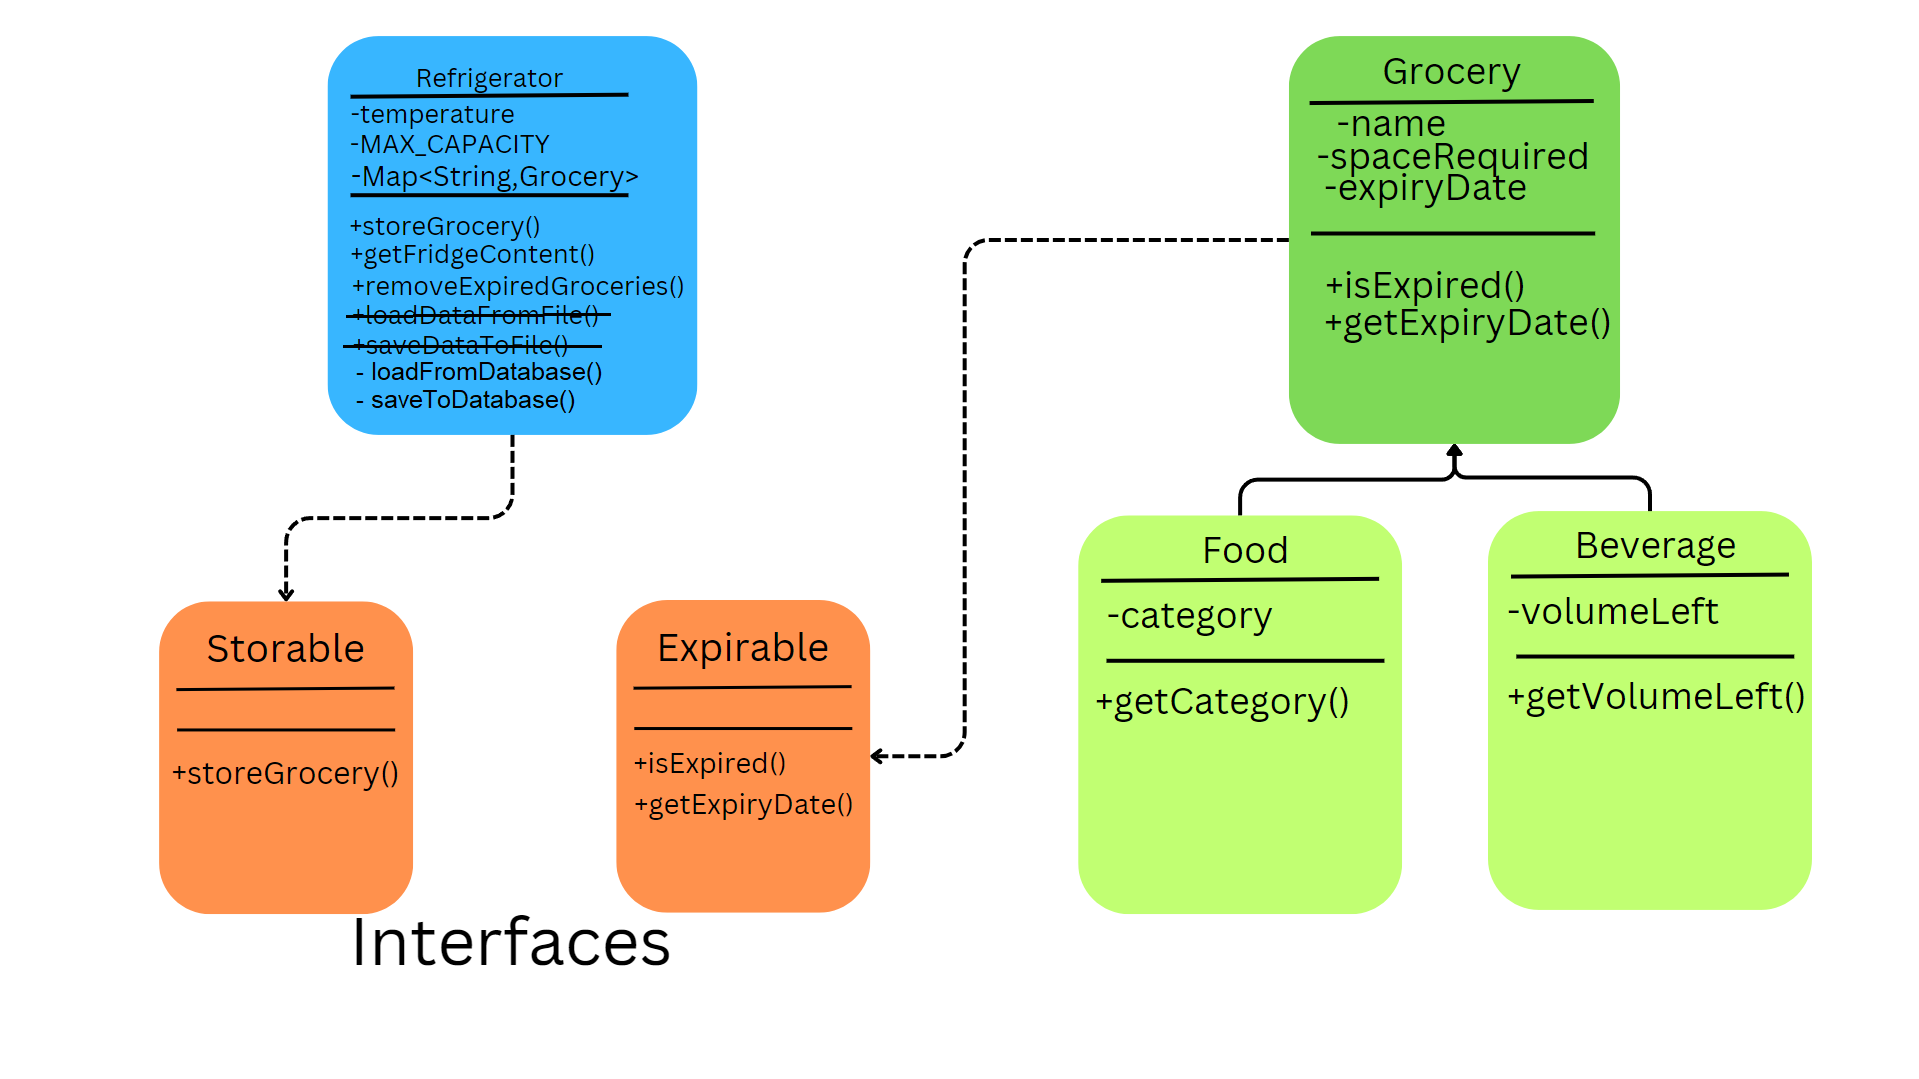 Refrigerator
-temperature
-MAX_CAPACITY
-Map<String,Grocery>
+storeGrocery()
+getFridgeContent()
+removeExpiredGroceries()
+loadDataFromFile()
+saveDataToFile()
- loadFromDatabase()
- saveToDatabase()
Grocery
-name
-spaceRequired
-expiryDate
+isExpired()
+getExpiryDate()
Storable
+storeGrocery()
Expirable
+isExpired()
+getExpiryDate()
Food
-category
+getCategory()
Beverage
-volumeLeft
+getVolumeLeft()
Interfaces